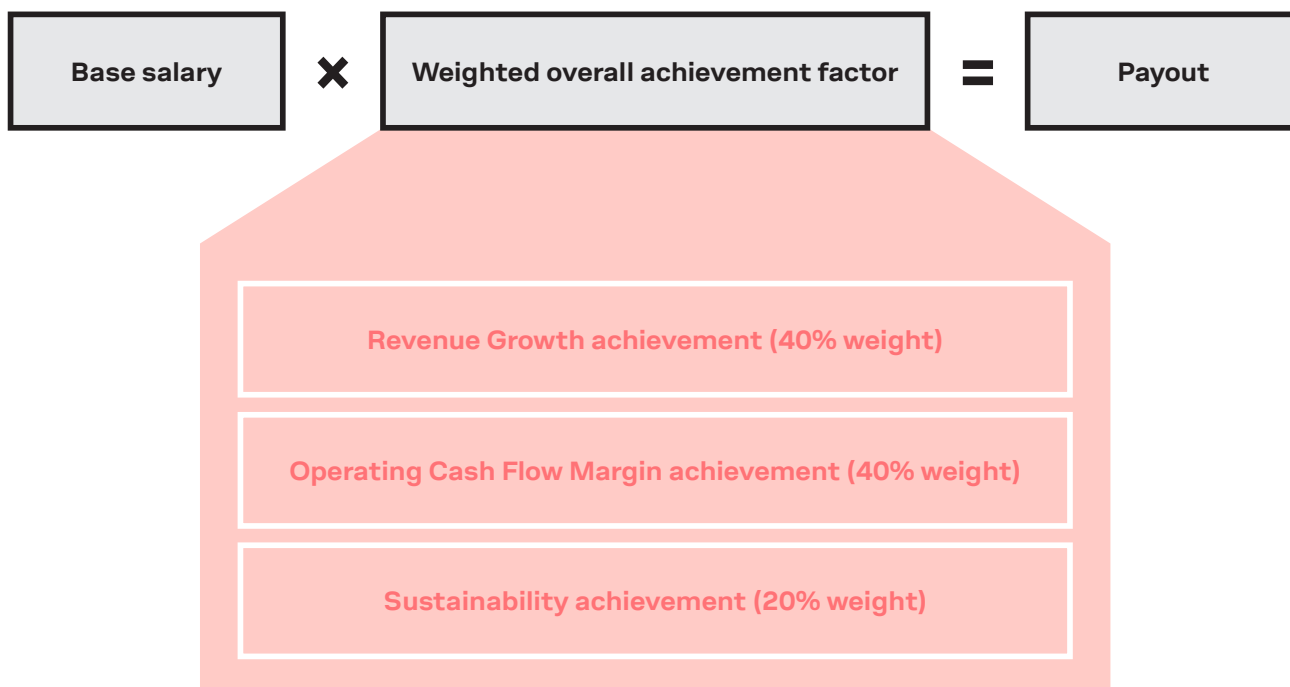 Base salary × Weighted overall achievement factor = Payout
Revenue Growth achievement (40% weight)
Operating Cash Flow Margin achievement (40% weight)
Sustainability achievement (20% weight)